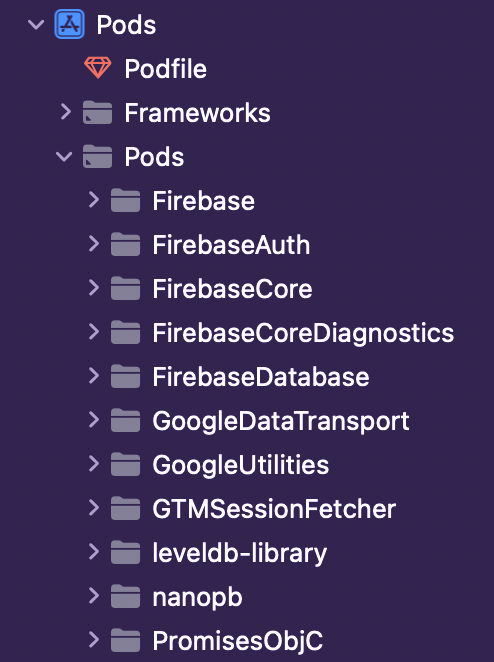 Pods
Podfile
Frameworks
Pods
Firebase
FirebaseAuth
FirebaseCore
FirebaseCoreDiagnostics
FirebaseDatabase
GoogleDataTransport
GoogleUtilities
GTMSessionFetcher
leveldb-library
nanopb
PromisesObjC